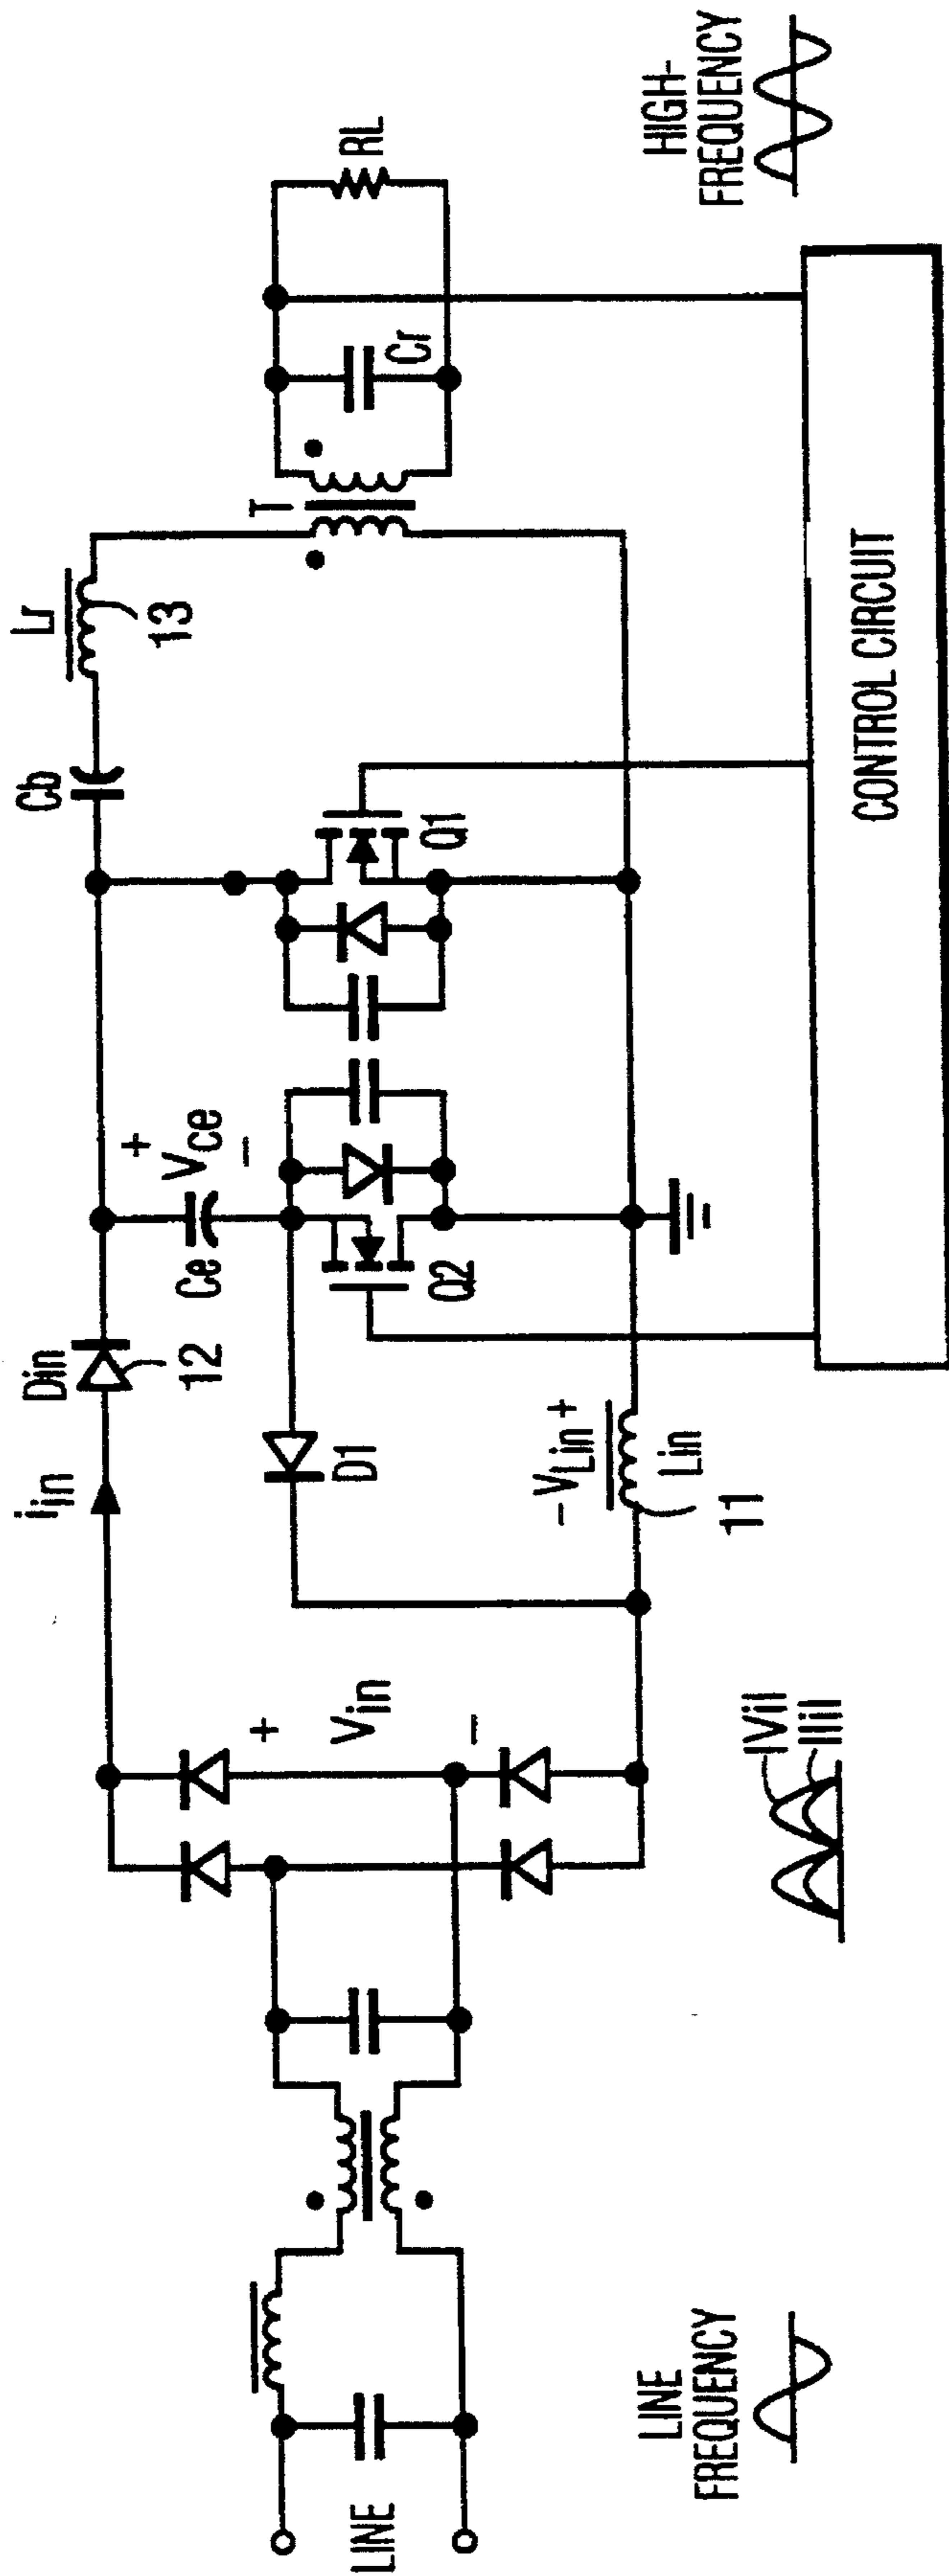 LINE
LINE
FREQUENCY
|Vi|
|Ii|
+
Vin
−
iin
Din
12
D1
−VLin+
Lin
11
Ce
+
Vce
−
Q2
Q1
Cb
Lr
13
T
Cr
RL
CONTROL CIRCUIT
HIGH-
FREQUENCY